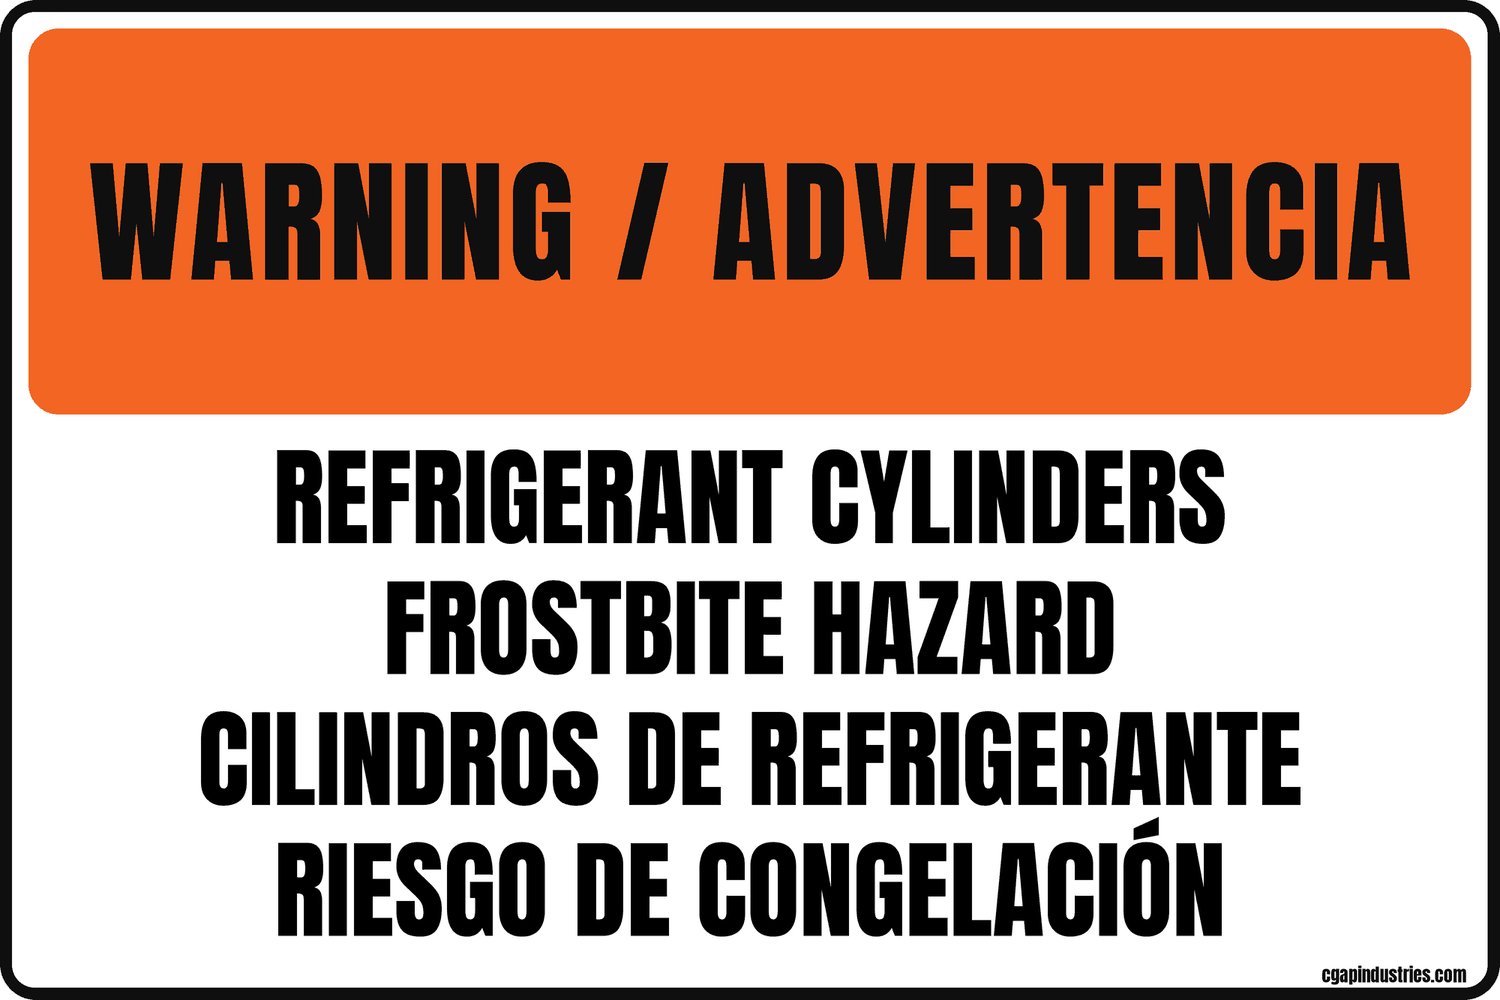 WARNING / ADVERTENCIA
REFRIGERANT CYLINDERS
FROSTBITE HAZARD
CILINDROS DE REFRIGERANTE
RIESGO DE CONGELACIÓN
cgapindustries.com